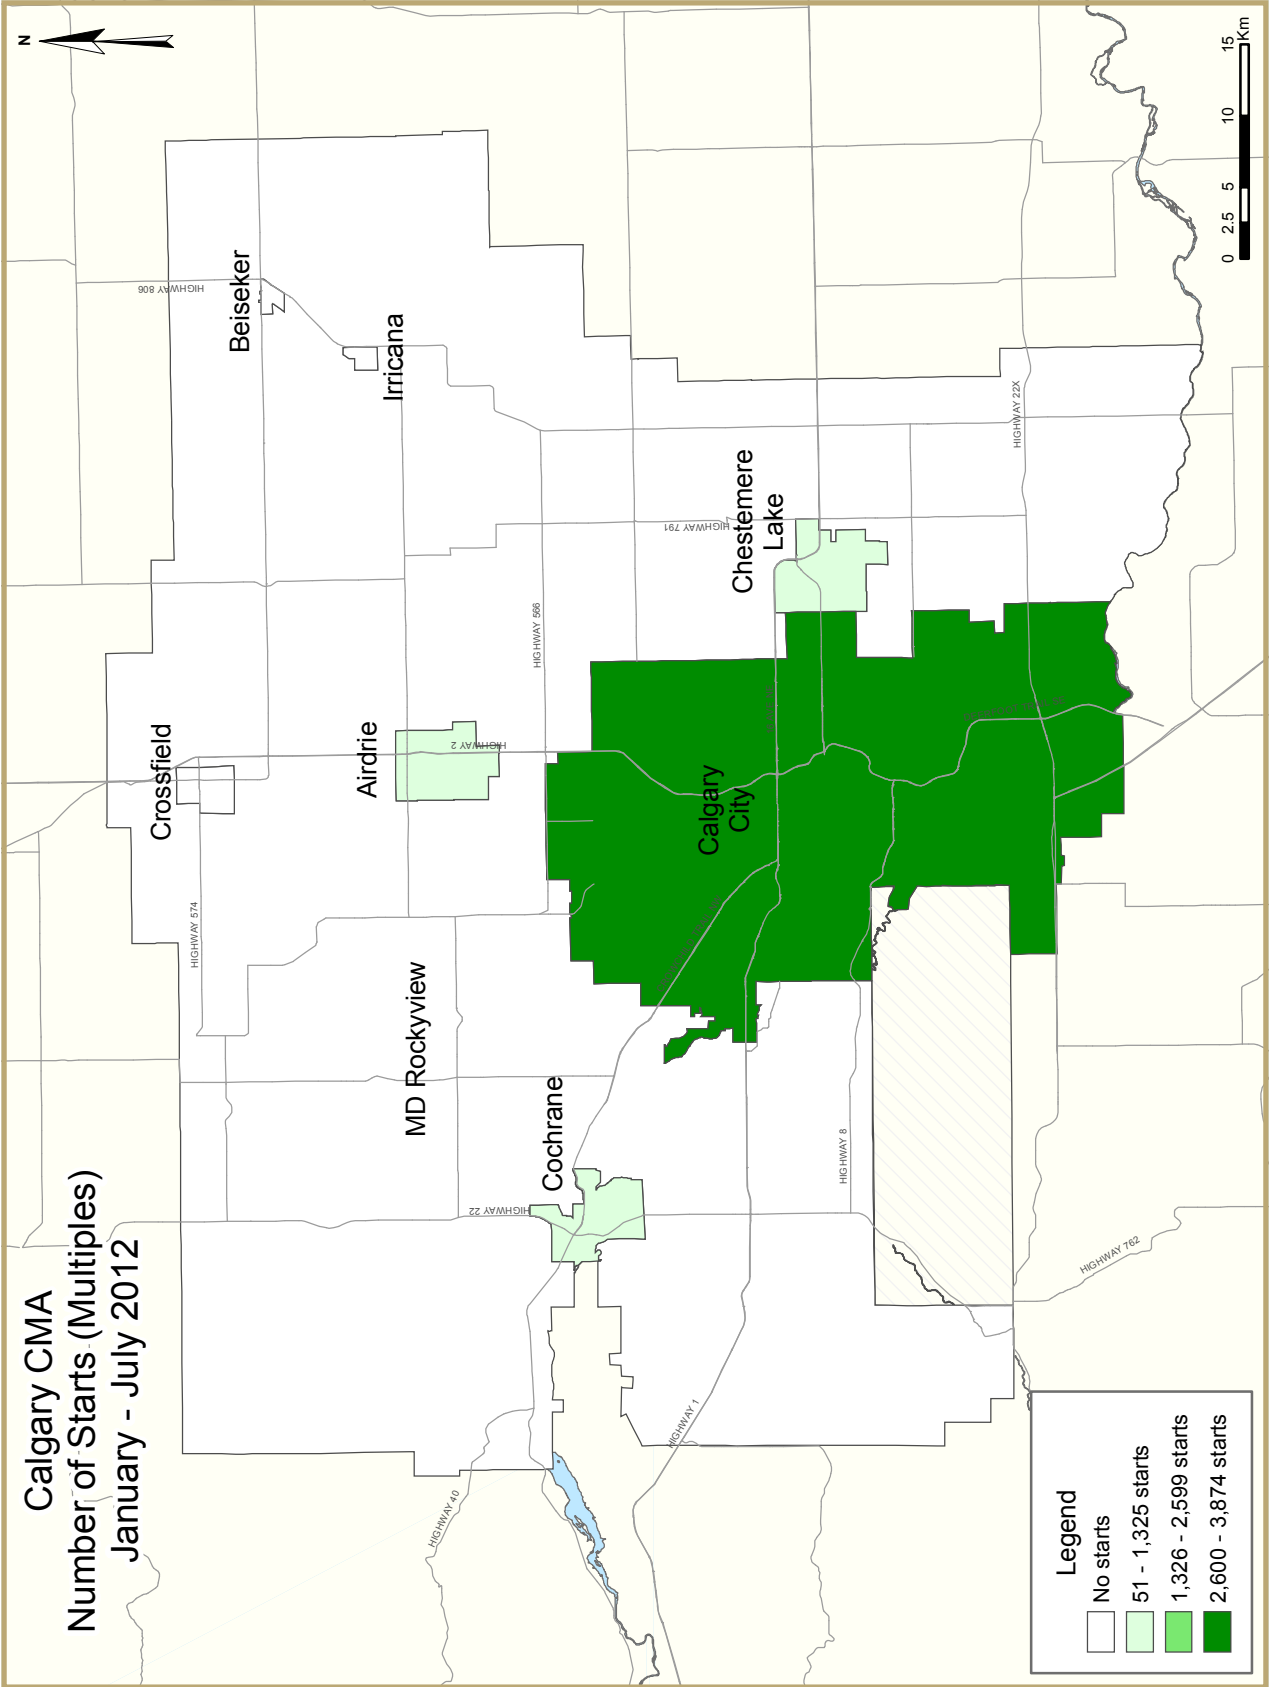 Calgary CMA
Number of Starts (Multiples)
January - July 2012
N
Crossfield
Beiseker
Irricana
Airdrie
MD Rockyview
Cochrane
Calgary
City
Chestemere
Lake
HIGHWAY 806
HIGHWAY 574
HIGHWAY 566
HIGHWAY 2
HIGHWAY 791
HIGHWAY 22X
HIGHWAY 22
HIGHWAY 8
HIGHWAY 762
HIGHWAY 1
HIGHWAY 40
Legend
No starts
51 - 1,325 starts
1,326 - 2,599 starts
2,600 - 3,874 starts
0 2.5 5 10 15
Km